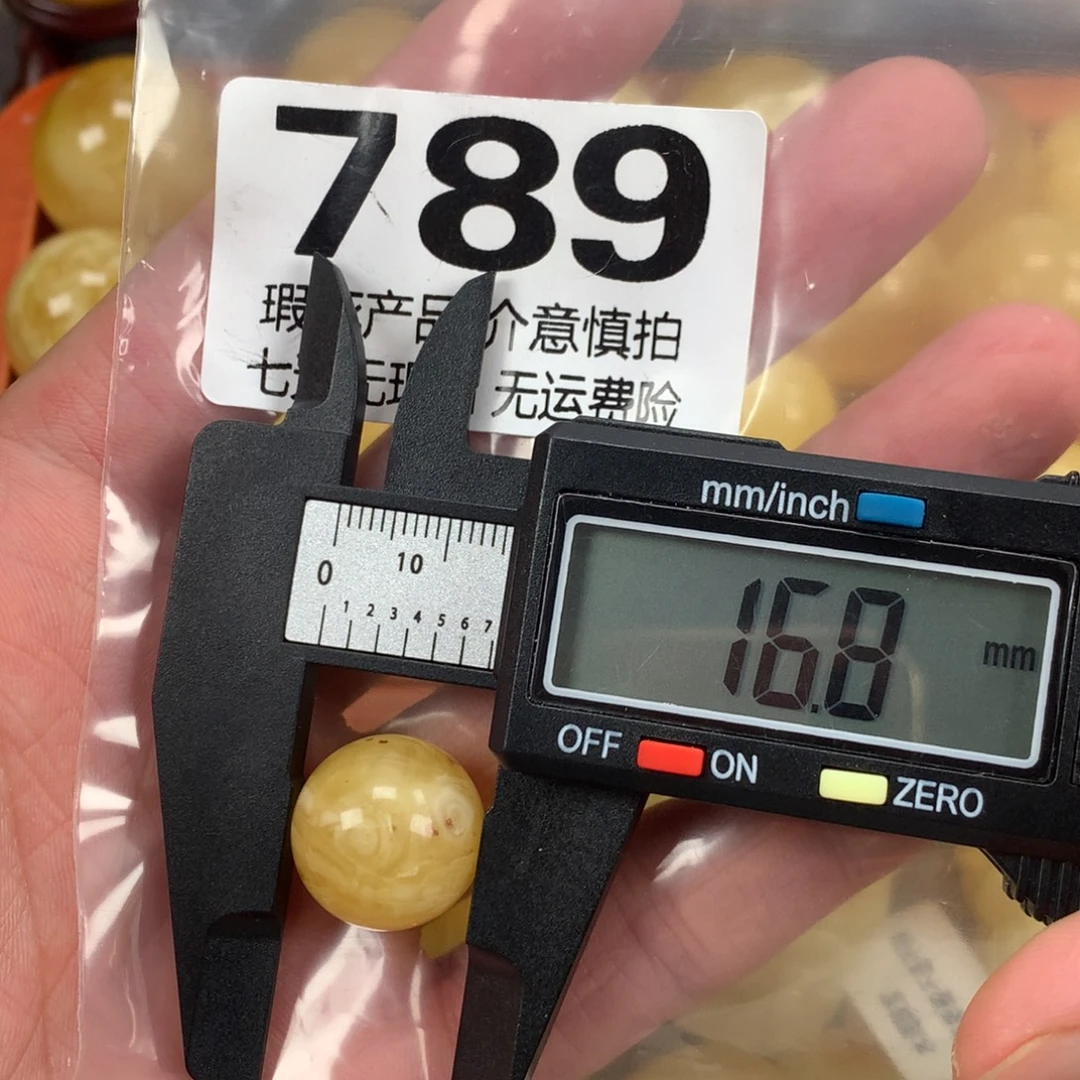 789
瑕 产品 介意慎拍
七 无 无运费险
mm/inch
0 10
1 2 3 4 5 6 7
16.8 mm
OFF ON ZERO